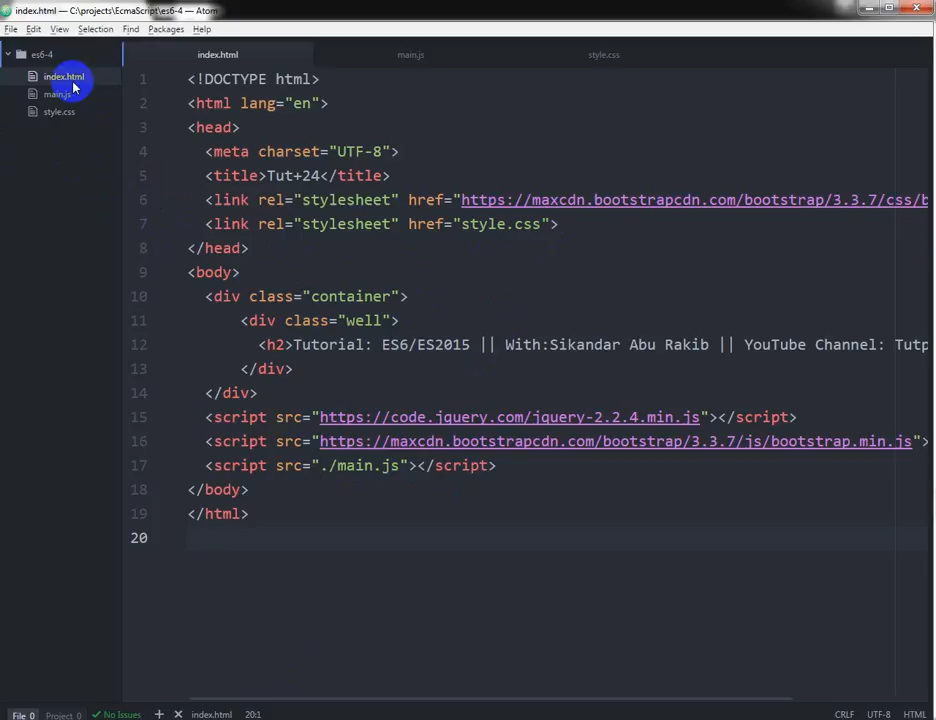 index.html — C:\projects\EcmaScript\es6-4 — Atom
File Edit View Selection Find Packages Help
es6-4
index.html
main.js
style.css
index.html main.js style.css
1 <!DOCTYPE html>
2 <html lang="en">
3 <head>
4 <meta charset="UTF-8">
5 <title>Tut+24</title>
6 <link rel="stylesheet" href="https://maxcdn.bootstrapcdn.com/bootstrap/3.3.7/css/b
7 <link rel="stylesheet" href="style.css">
8 </head>
9 <body>
10 <div class="container">
11 <div class="well">
12 <h2>Tutorial: ES6/ES2015 || With:Sikandar Abu Rakib || YouTube Channel: Tutp
13 </div>
14 </div>
15 <script src="https://code.jquery.com/jquery-2.2.4.min.js"></script>
16 <script src="https://maxcdn.bootstrapcdn.com/bootstrap/3.3.7/js/bootstrap.min.js">
17 <script src="./main.js"></script>
18 </body>
19 </html>
20
File 0 Project 0 No Issues index.html 20:1 CRLF UTF-8 HTML